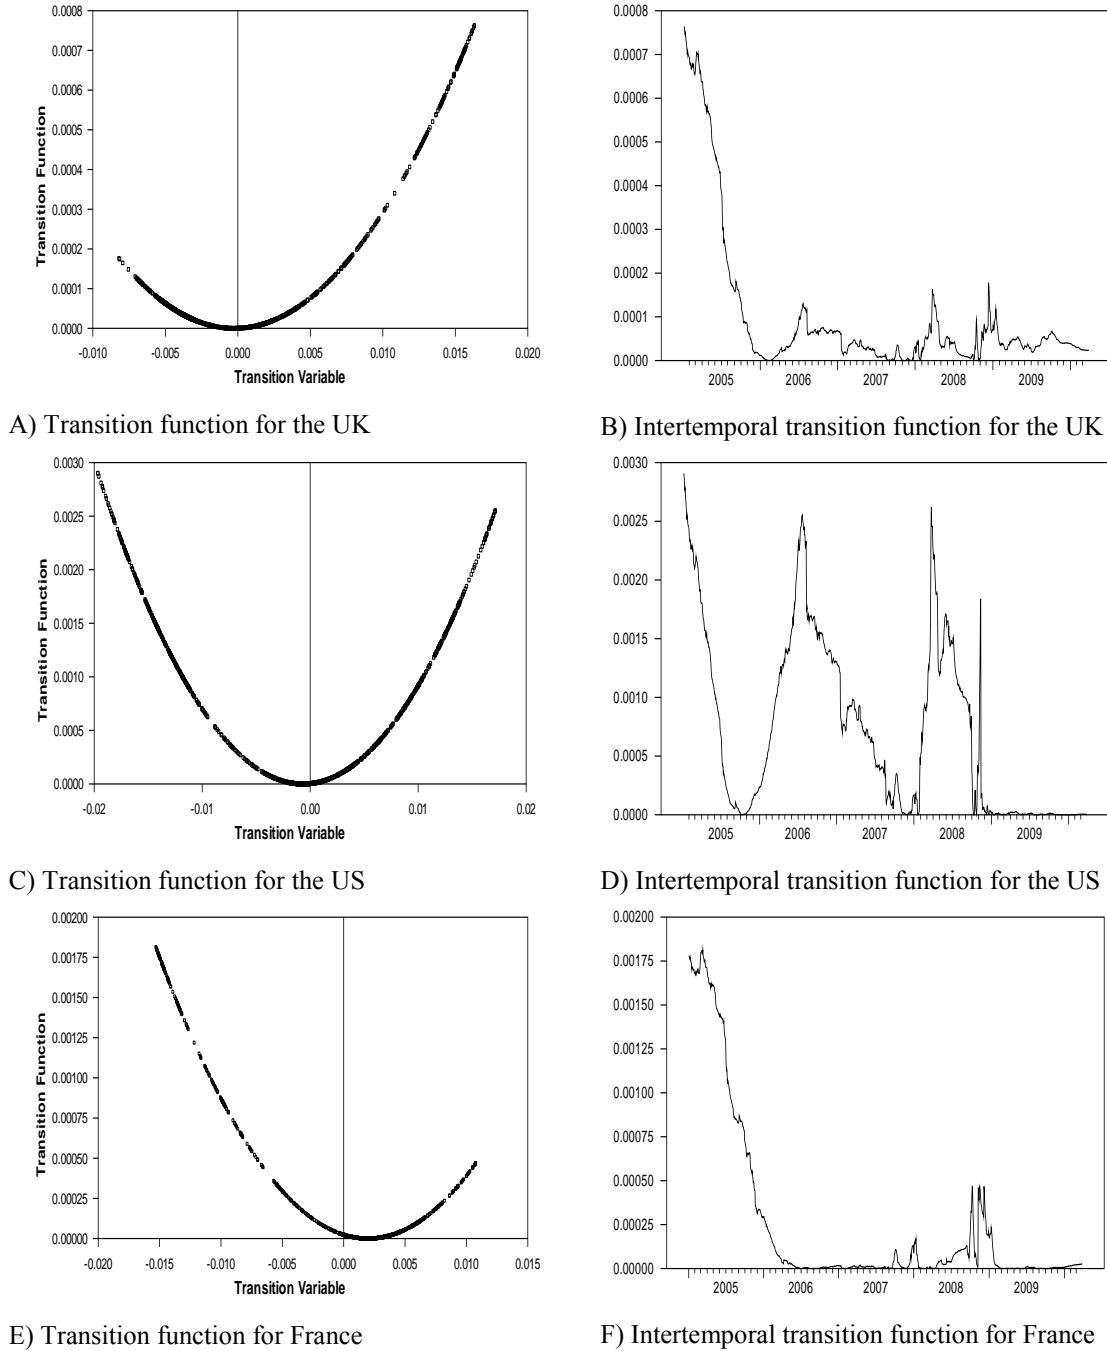 0.0008
0.0007
0.0006
0.0005
0.0004
0.0003
0.0002
0.0001
0.0000
Transition Function
-0.010 -0.005 0.000 0.005 0.010 0.015 0.020
Transition Variable
A) Transition function for the UK
0.0008
0.0007
0.0006
0.0005
0.0004
0.0003
0.0002
0.0001
0.0000
2005 2006 2007 2008 2009
B) Intertemporal transition function for the UK
0.0030
0.0025
0.0020
0.0015
0.0010
0.0005
0.0000
Transition Function
-0.02 -0.01 0.00 0.01 0.02
Transition Variable
C) Transition function for the US
0.0030
0.0025
0.0020
0.0015
0.0010
0.0005
0.0000
2005 2006 2007 2008 2009
D) Intertemporal transition function for the US
0.00200
0.00175
0.00150
0.00125
0.00100
0.00075
0.00050
0.00025
0.00000
Transition Function
-0.020 -0.015 -0.010 -0.005 0.000 0.005 0.010 0.015
Transition Variable
E) Transition function for France
0.00200
0.00175
0.00150
0.00125
0.00100
0.00075
0.00050
0.00025
0.00000
2005 2006 2007 2008 2009
F) Intertemporal transition function for France